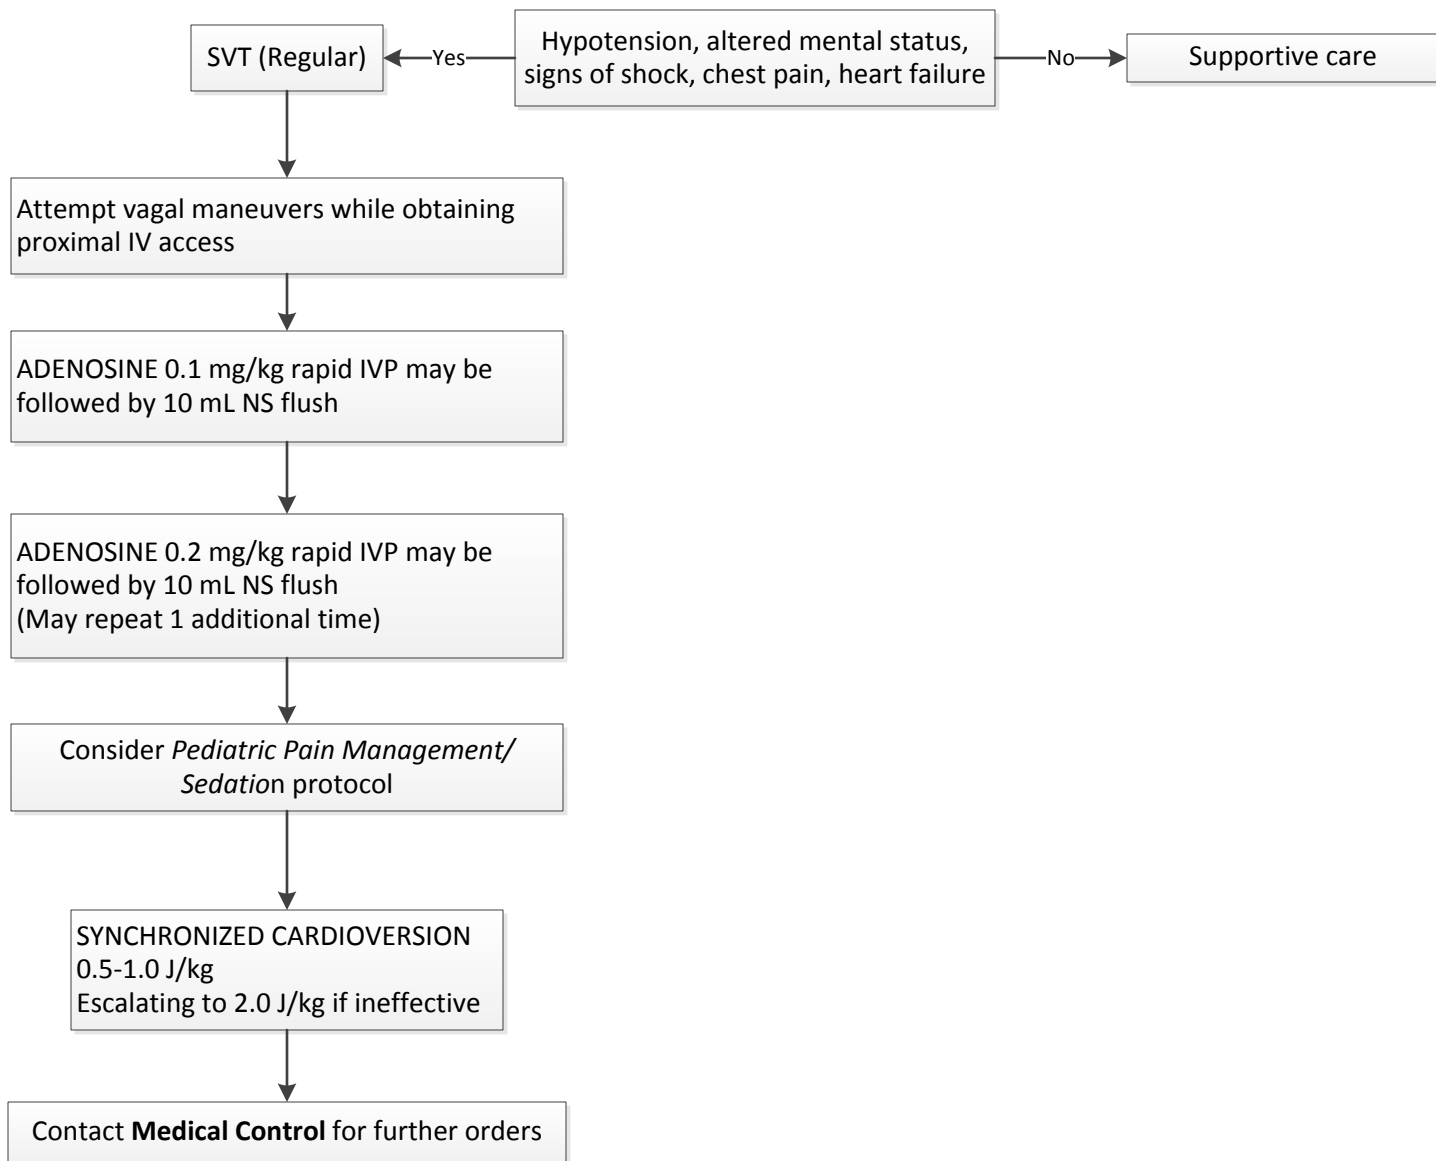 SVT (Regular)
Yes
Hypotension, altered mental status,
signs of shock, chest pain, heart failure
No
Supportive care
Attempt vagal maneuvers while obtaining
proximal IV access
ADENOSINE 0.1 mg/kg rapid IVP may be
followed by 10 mL NS flush
ADENOSINE 0.2 mg/kg rapid IVP may be
followed by 10 mL NS flush
(May repeat 1 additional time)
Consider Pediatric Pain Management/
Sedation protocol
SYNCHRONIZED CARDIOVERSION
0.5-1.0 J/kg
Escalating to 2.0 J/kg if ineffective
Contact Medical Control for further orders